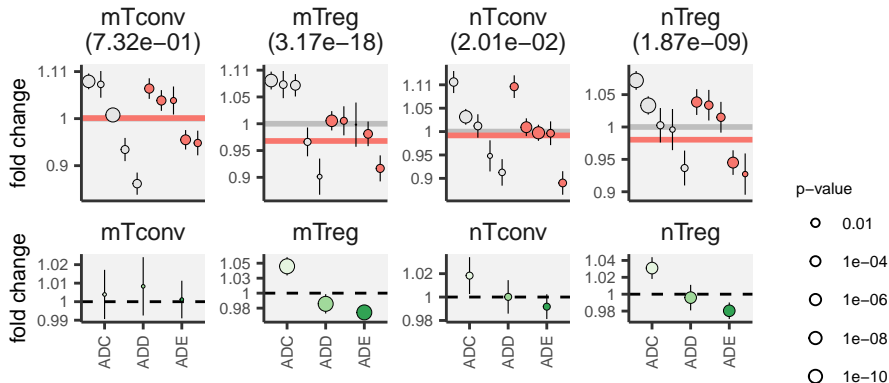 mTconv
(7.32e−01)
mTreg
(3.17e−18)
nTconv
(2.01e−02)
nTreg
(1.87e−09)
fold change
1.11
1
0.9
1.11
1.05
1
0.95
0.9
1.11
1.05
1
0.95
0.9
1.05
1
0.95
0.9
mTconv
mTreg
nTconv
nTreg
fold change
1.02
1.01
1
0.99
1.05
1.03
1
0.98
1.02
1
0.98
1.04
1.02
1
0.98
ADC
ADD
ADE
ADC
ADD
ADE
ADC
ADD
ADE
ADC
ADD
ADE
p−value
0.01
1e−04
1e−06
1e−08
1e−10